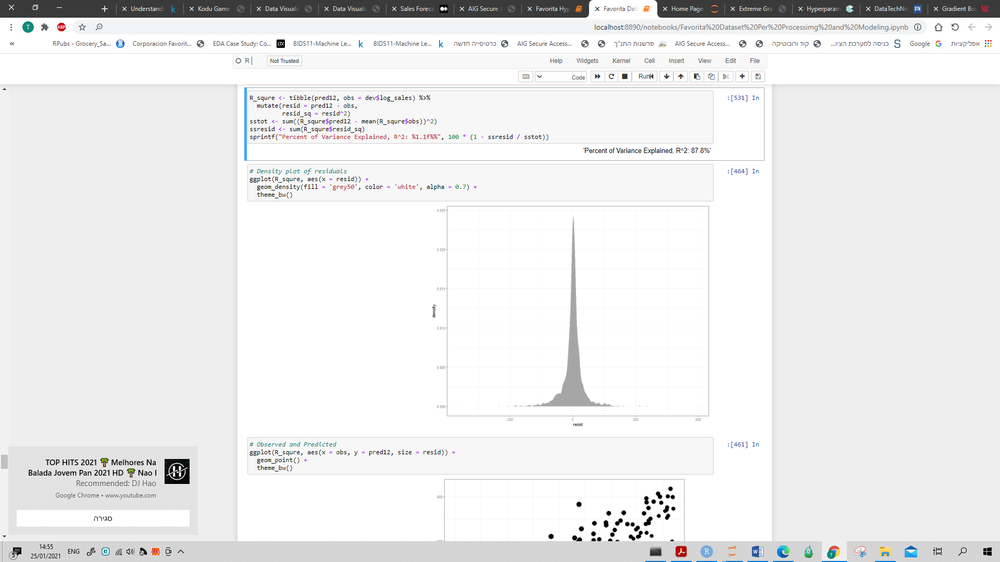 Understandi
Kodu Game
Data Visualiz
Data Visualiz
Sales Foreca
AIG Secure A
Favorita Hyp
Favorita Dat
Home Page
Extreme Gra
Hyperparam
DataTechNo
DTN
Gradient Bo
T
ABP
localhost:8890/notebooks/Favorita%20Dataset%20Per%20Processimg%20and%20Modeling.ipynb
«
RPubs - Grocery_Sa...
Corporacion Favorit...
EDA Case Study: Co...
LTX
BIDS11-Machine Le...
BIDS11-Machine Le...
כרטיסייה חדשה
AIG Secure Access...
פרשנות התנ"ך
AIG Secure Access...
קוד ורובוטיקה
כניסה למערכת הציו...
Google
אפליקציות
R
Not Trusted
Help
Widgets
Kernel
Cell
Insert
View
Edit
File
Code
Run
R_squre <- tibble(pred12, obs = dev$log_sales) %>%
mutate(resid = pred12 - obs,
resid_sq = resid^2)
sstot <- sum((R_squre$pred12 - mean(R_squre$obs))^2)
ssresid <- sum(R_squre$resid_sq)
sprintf("Percent of Variance Explained, R^2: %1.1f%%", 100 * (1 - ssresid / sstot))
:[531] In
'Percent of Variance Explained, R^2: 87.8%'
# Density plot of residuals
ggplot(R_squre, aes(x = resid)) +
geom_density(fill = 'grey50', color = 'white', alpha = 0.7) +
theme_bw()
:[464] In
0.025
0.020
0.015
0.010
0.005
0.000
density
-250
0
250
500
resid
# Observed and Predicted
ggplot(R_squre, aes(x = obs, y = pred12, size = resid)) +
geom_point() +
theme_bw()
:[461] In
800
TOP HITS 2021 🌴 Melhores Na
Balada Jovem Pan 2021 HD 🌴 Nao I
Recommended: DJ Hao
Google Chrome • www.youtube.com
סגירה
5
14:55
25/01/2021
ENG